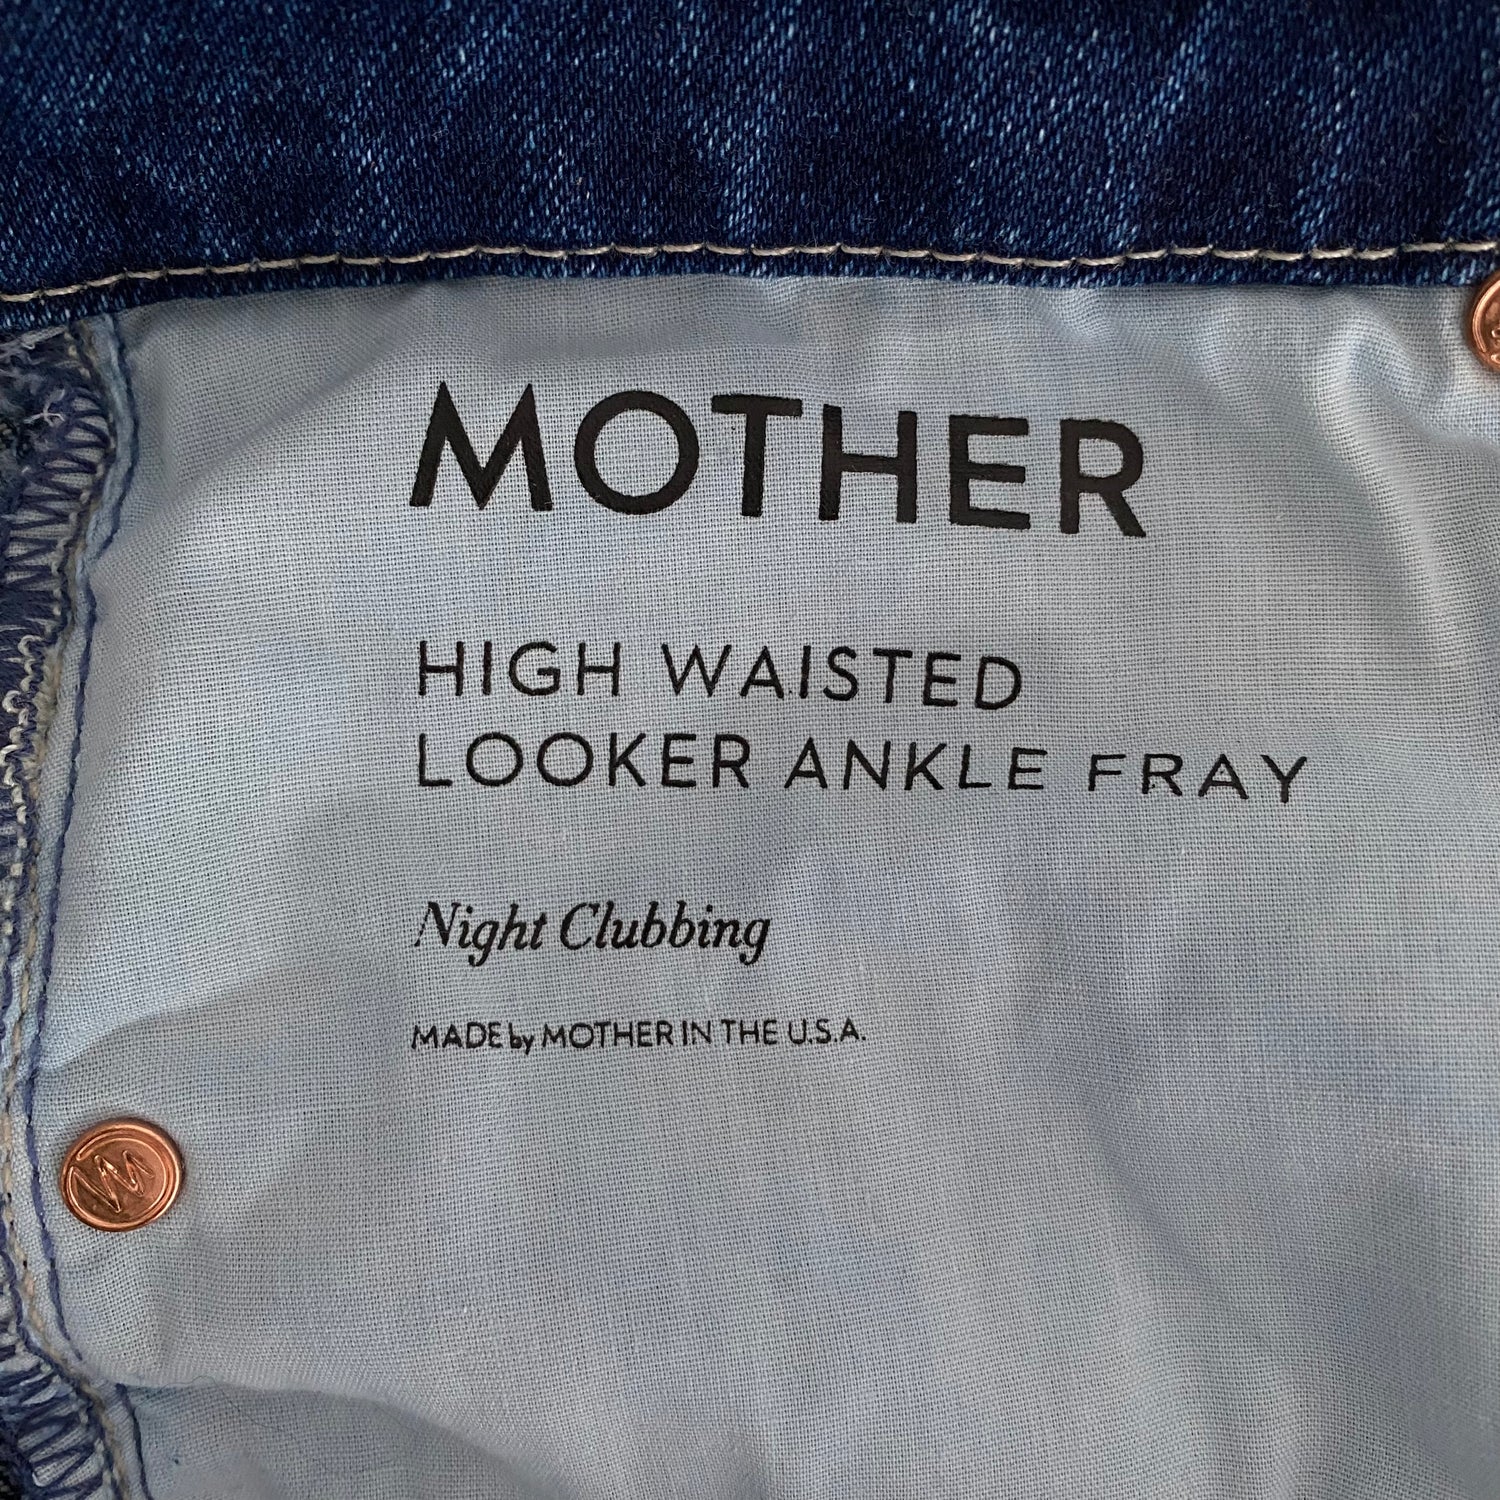 MOTHER
HIGH WAISTED
LOOKER ANKLE FRAY
Night Clubbing
MADE by MOTHER IN THE U.S.A.